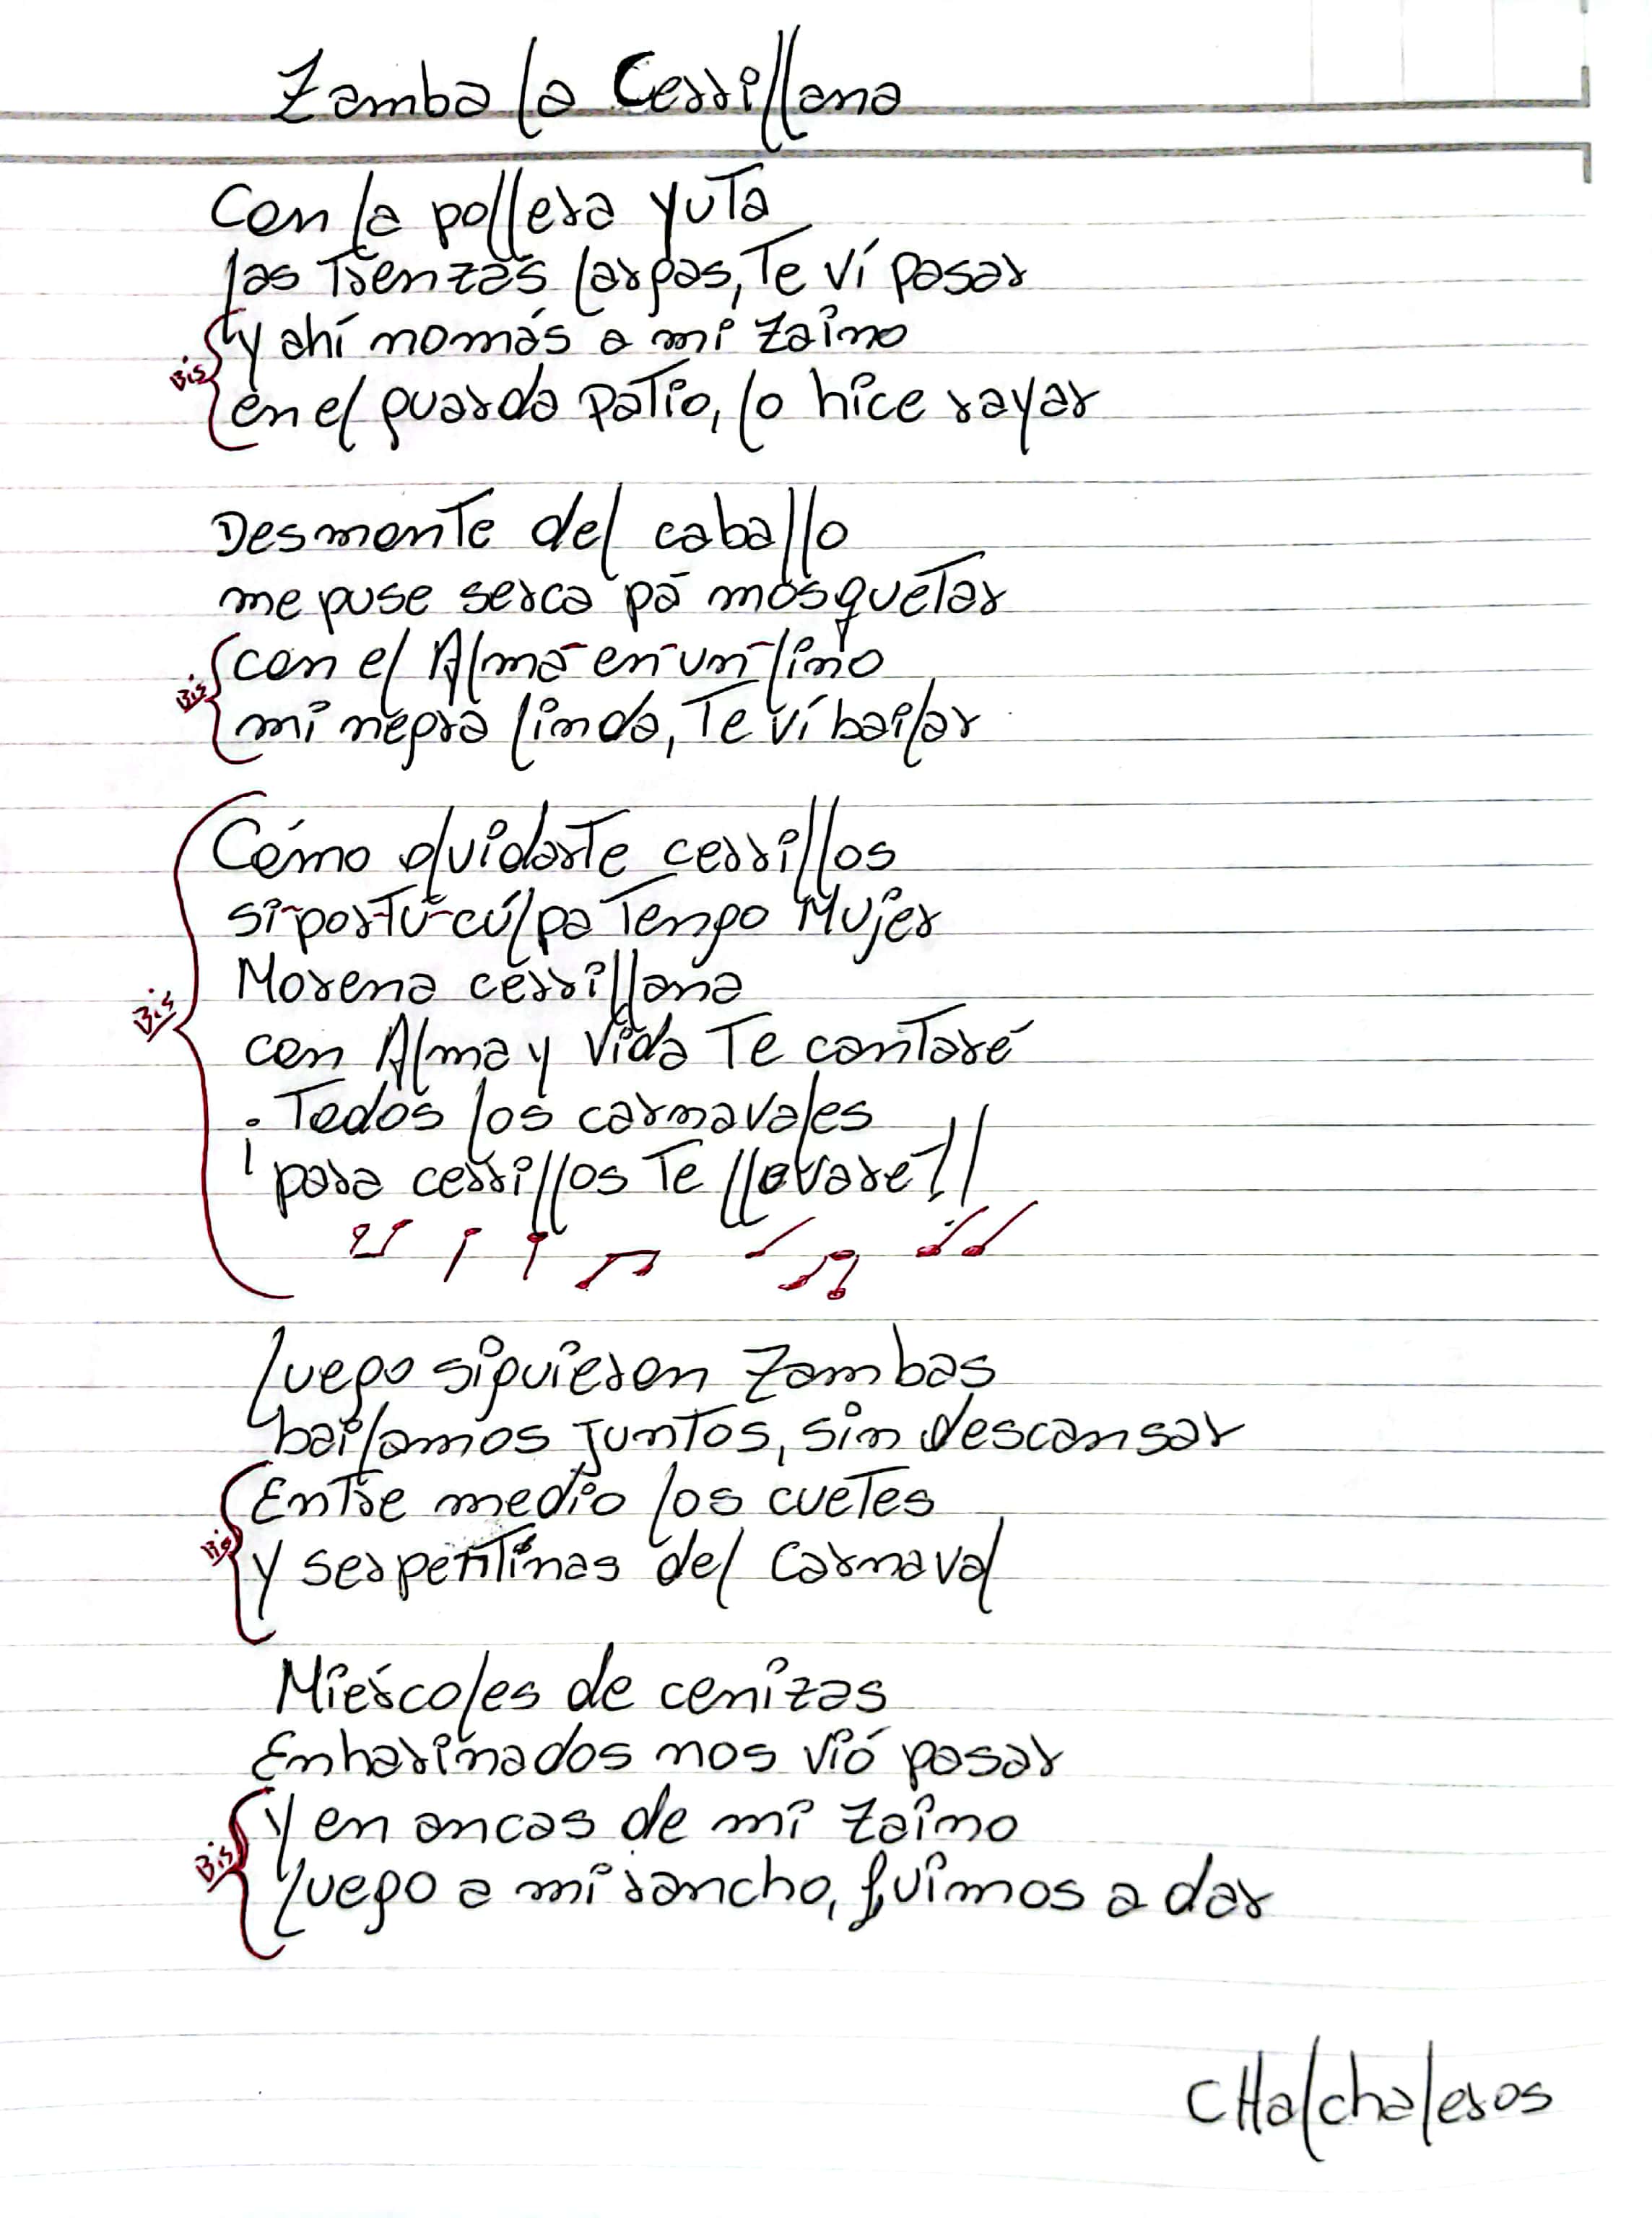 Zamba la Cerrillana
Con la pollera yuta
las Trenzas largas, Te ví pasar
Bis
y ahí nomás a mi zaino
en el guarda paTio, lo hice rayar
DesmonTe del caballo
me puse serca pá mosqueTar
Bis
con el Alma-en-un-lino
mi negra linda, Te ví bailar
Cómo olvidarTe cerrillos
si-por-Tu-cúlpa Tengo Mujer
Morena cerrillana
Bis
con Alma y Vida Te canTaré
¡Todos los carnavales
para cerrillos Te llevaré!!
luego siguieron Zambas
bailamos JunTos, sin descansar
EnTre medio los cueTes
Bis
y serpenTinas del Carnaval
Miércoles de cenizas
Enharinados nos vió pasar
Y en ancas de mi zaino
Bis
luego a mi rancho, fuimos a dar
CHalchaleros